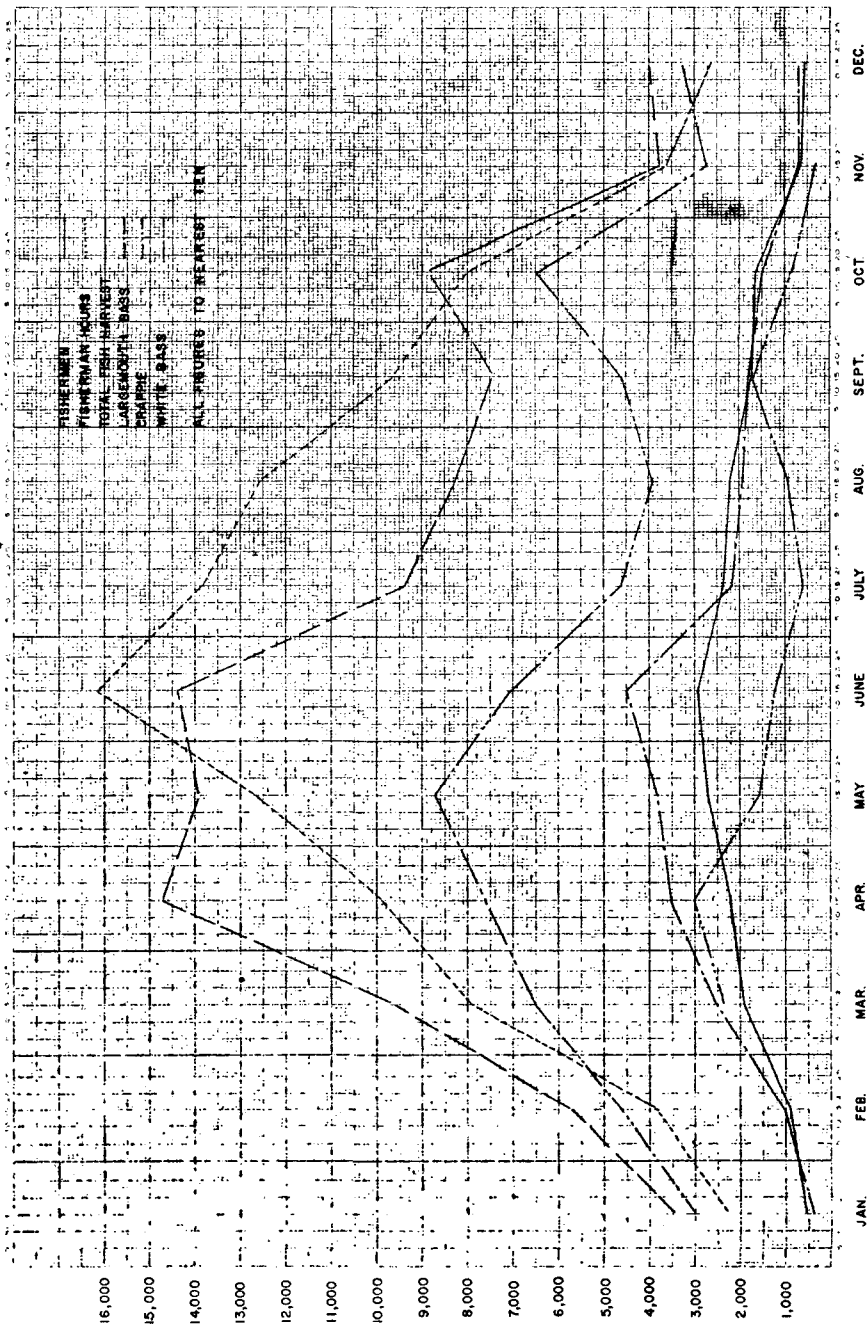 FISHERMEN
FISHERMAN HOURS
TOTAL FISH HARVEST
LARGEMOUTH BASS
CRAPPIE
WHITE BASS
ALL FIGURES TO NEAREST TEN
16,000
15,000
14,000
13,000
12,000
11,000
10,000
9,000
8,000
7,000
6,000
5,000
4,000
3,000
2,000
1,000
JAN.
FEB.
MAR.
APR.
MAY
JUNE
JULY
AUG.
SEPT.
OCT
NOV.
DEC.